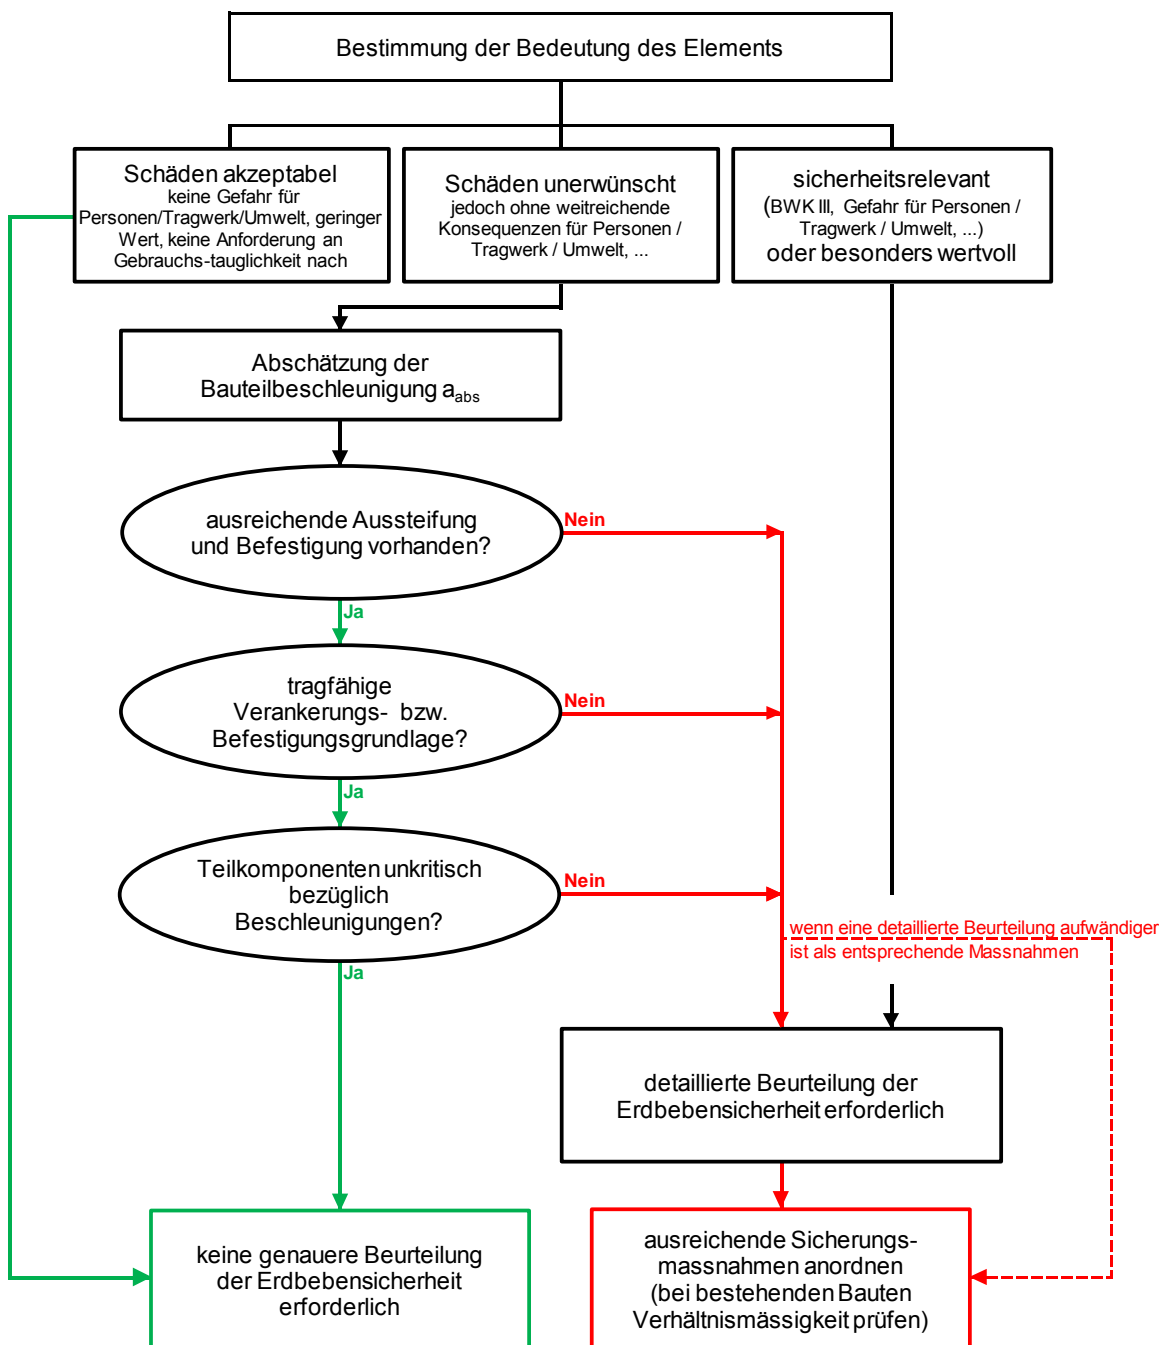 Bestimmung der Bedeutung des Elements
Schäden akzeptabel
keine Gefahr für
Personen/Tragwerk/Umwelt, geringer
Wert, keine Anforderung an
Gebrauchs-tauglichkeit nach
Schäden unerwünscht
jedoch ohne weitreichende
Konsequenzen für Personen /
Tragwerk / Umwelt, ...
sicherheitsrelevant
(BWK III, Gefahr für Personen /
Tragwerk / Umwelt, ...)
oder besonders wertvoll
Abschätzung der
Bauteilbeschleunigung aabs
ausreichende Aussteifung
und Befestigung vorhanden?
Nein
Ja
tragfähige
Verankerungs- bzw.
Befestigungsgrundlage?
Nein
Ja
Teilkomponenten unkritisch
bezüglich
Beschleunigungen?
Nein
Ja
wenn eine detaillierte Beurteilung aufwändiger
ist als entsprechende Massnahmen
detaillierte Beurteilung der
Erdbebensicherheit erforderlich
keine genauere Beurteilung
der Erdbebensicherheit
erforderlich
ausreichende Sicherungs-
massnahmen anordnen
(bei bestehenden Bauten
Verhältnismässigkeit prüfen)